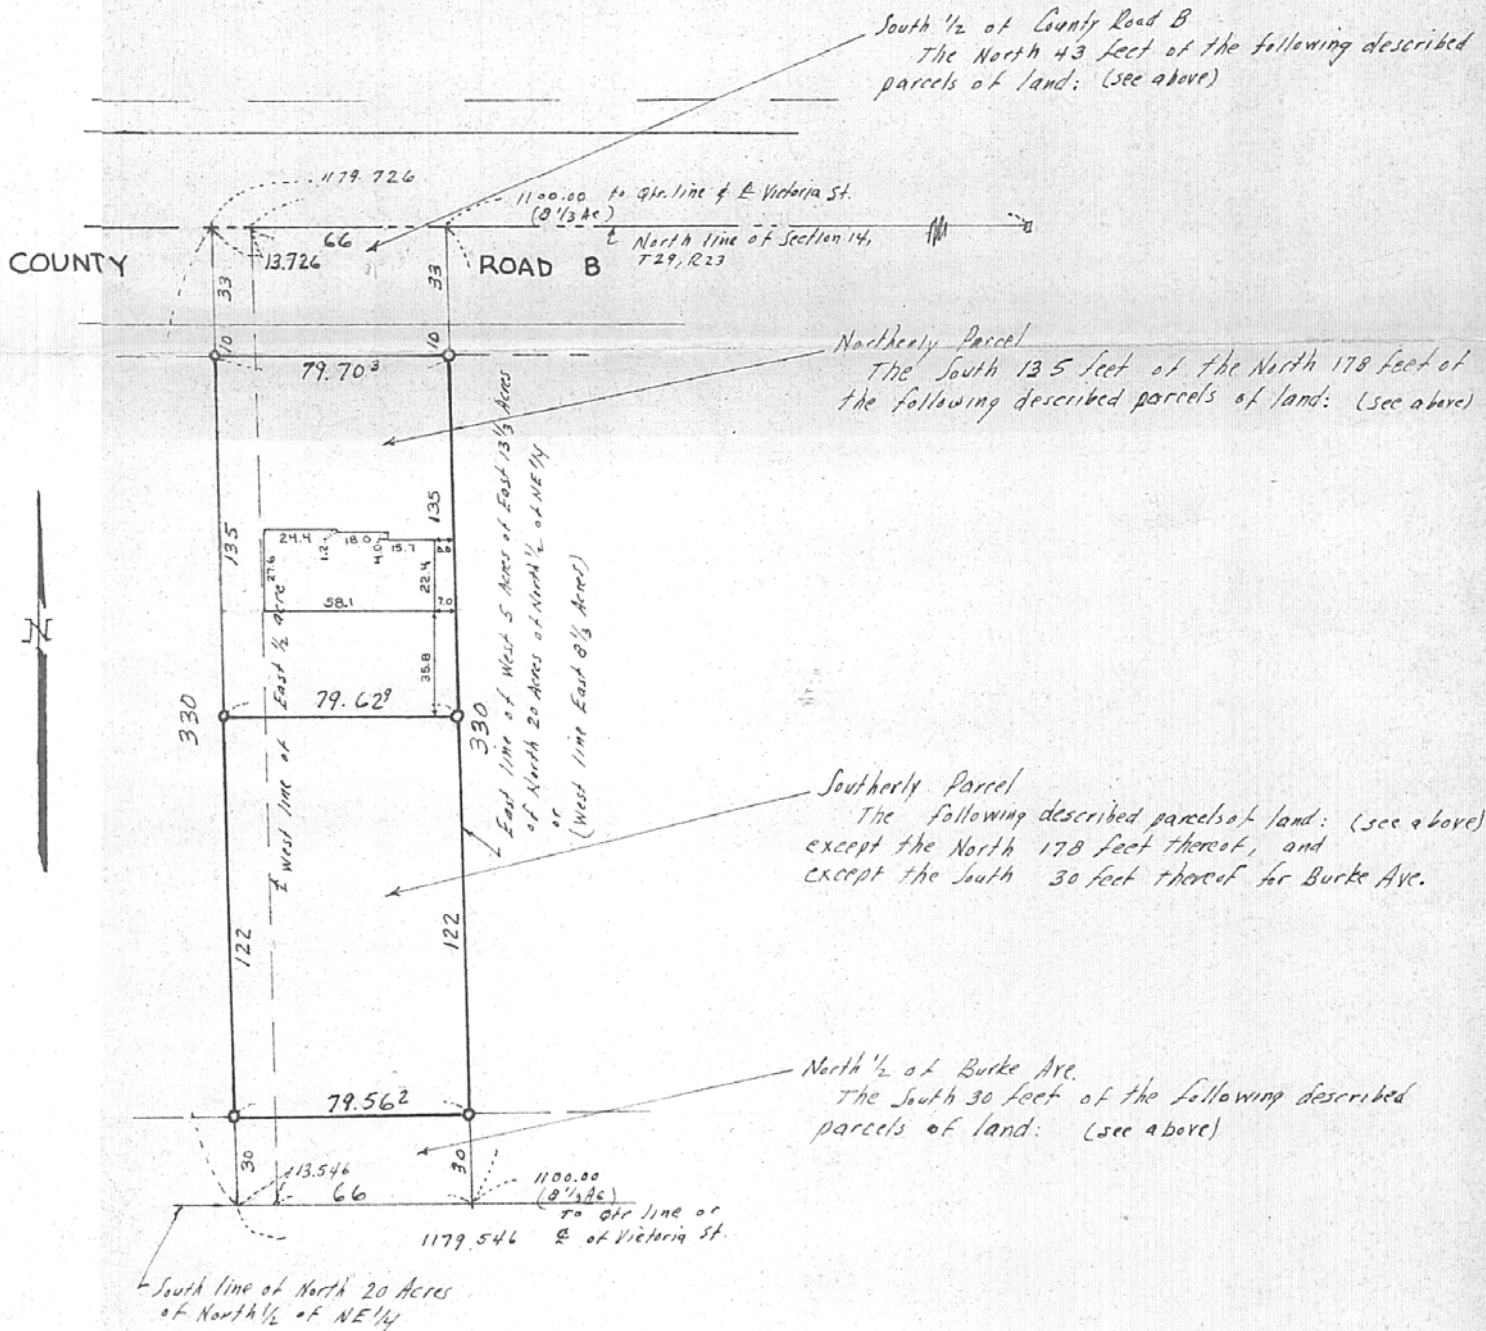 South 1/2 of County Road B
The North 43 feet of the following described
parcels of land: (see above)
1179.726
1100.00 to Qtr. line & ℄ Victoria St.
(8 1/3 Ac)
66
13.726
North line of Section 14,
T29, R23
COUNTY
ROAD B
33
33
10
10
79.70³
Northerly Parcel
The South 135 feet of the North 178 feet of
the following described parcels of land: (see above)
135
135
24.4
1.2
18.0
4.0
15.7
8.8
27.6
22.4
58.1
7.0
35.8
East line of West 5 Acres of East 13 1/3 Acres
of North 20 Acres of North 1/2 of NE 1/4
or
(West line East 8 1/3 Acres)
West line of East 1/2 acre
79.62⁹
330
330
Southerly Parcel
The following described parcels of land: (see above)
except the North 178 feet thereof, and
except the South 30 feet thereof for Burke Ave.
122
122
79.56²
North 1/2 of Burke Ave.
The South 30 feet of the following described
parcels of land: (see above)
30
30
13.546
66
1100.00
(8 1/3 Ac)
To Qtr line or
1179.546 ℄ of Victoria St.
South line of North 20 Acres
of North 1/2 of NE 1/4